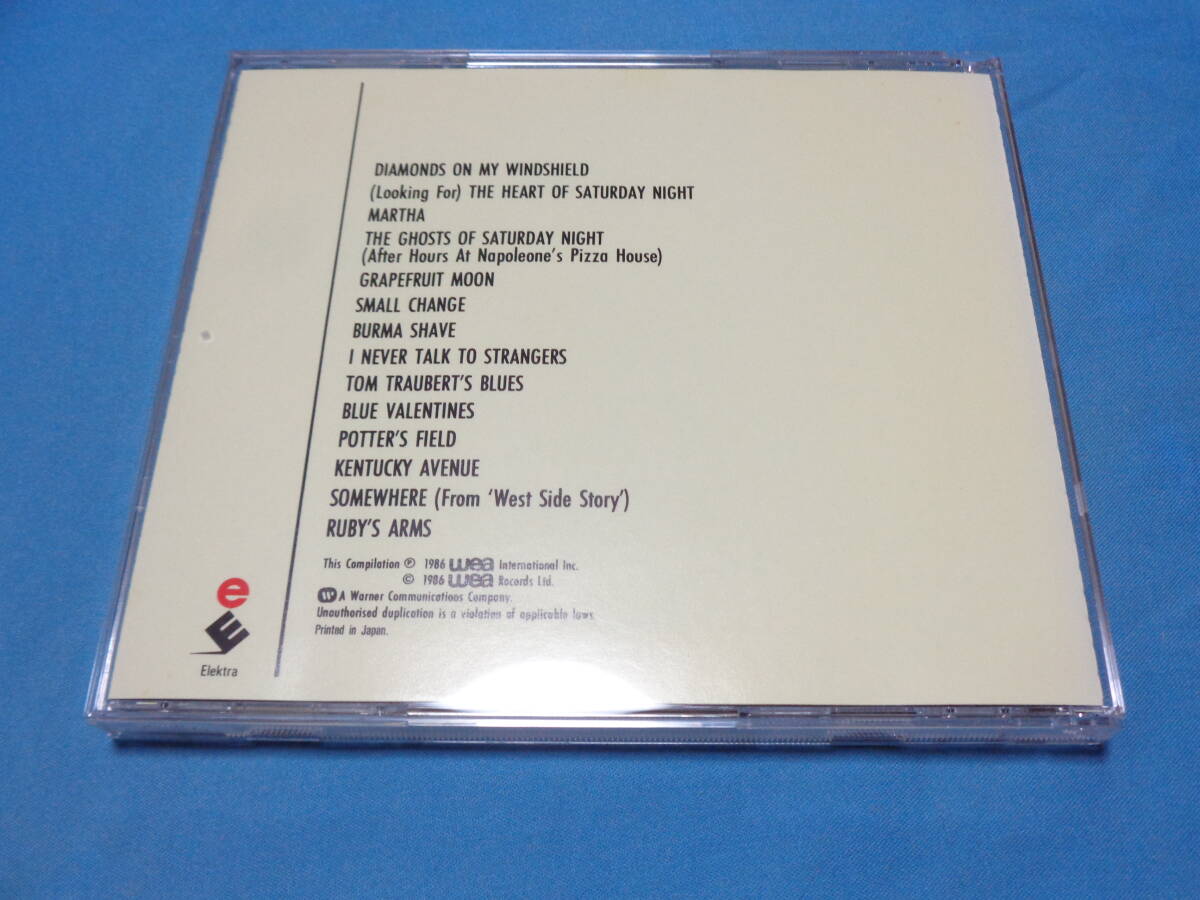 DIAMONDS ON MY WINDSHIELD
(Looking For) THE HEART OF SATURDAY NIGHT
MARTHA
THE GHOSTS OF SATURDAY NIGHT
(After Hours At Napoleone's Pizza House)
GRAPEFRUIT MOON
SMALL CHANGE
BURMA SHAVE
I NEVER TALK TO STRANGERS
TOM TRAUBERT'S BLUES
BLUE VALENTINES
POTTER'S FIELD
KENTUCKY AVENUE
SOMEWHERE (From 'West Side Story')
RUBY'S ARMS
This Compilation ℗ 1986 wea International Inc.
© 1986 wea Records Ltd.
A Warner Communications Company.
Unauthorised duplication is a violation of applicable laws.
Printed in Japan.
e
E
Elektra